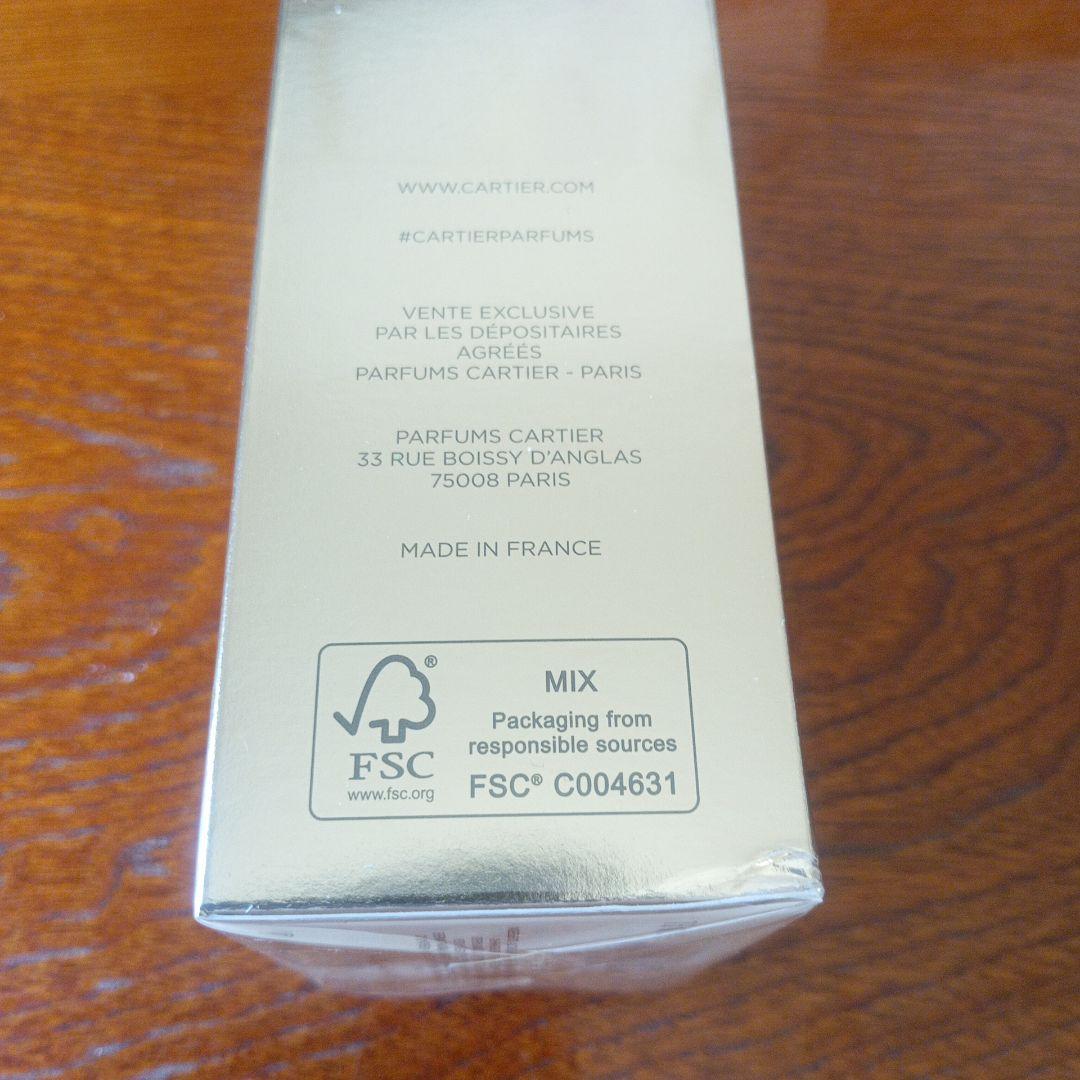 WWW.CARTIER.COM
#CARTIERPARFUMS
VENTE EXCLUSIVE
PAR LES DÉPOSITAIRES
AGRÉÉS
PARFUMS CARTIER - PARIS
PARFUMS CARTIER
33 RUE BOISSY D'ANGLAS
75008 PARIS
MADE IN FRANCE
®
FSC
www.fsc.org
MIX
Packaging from
responsible sources
FSC® C004631